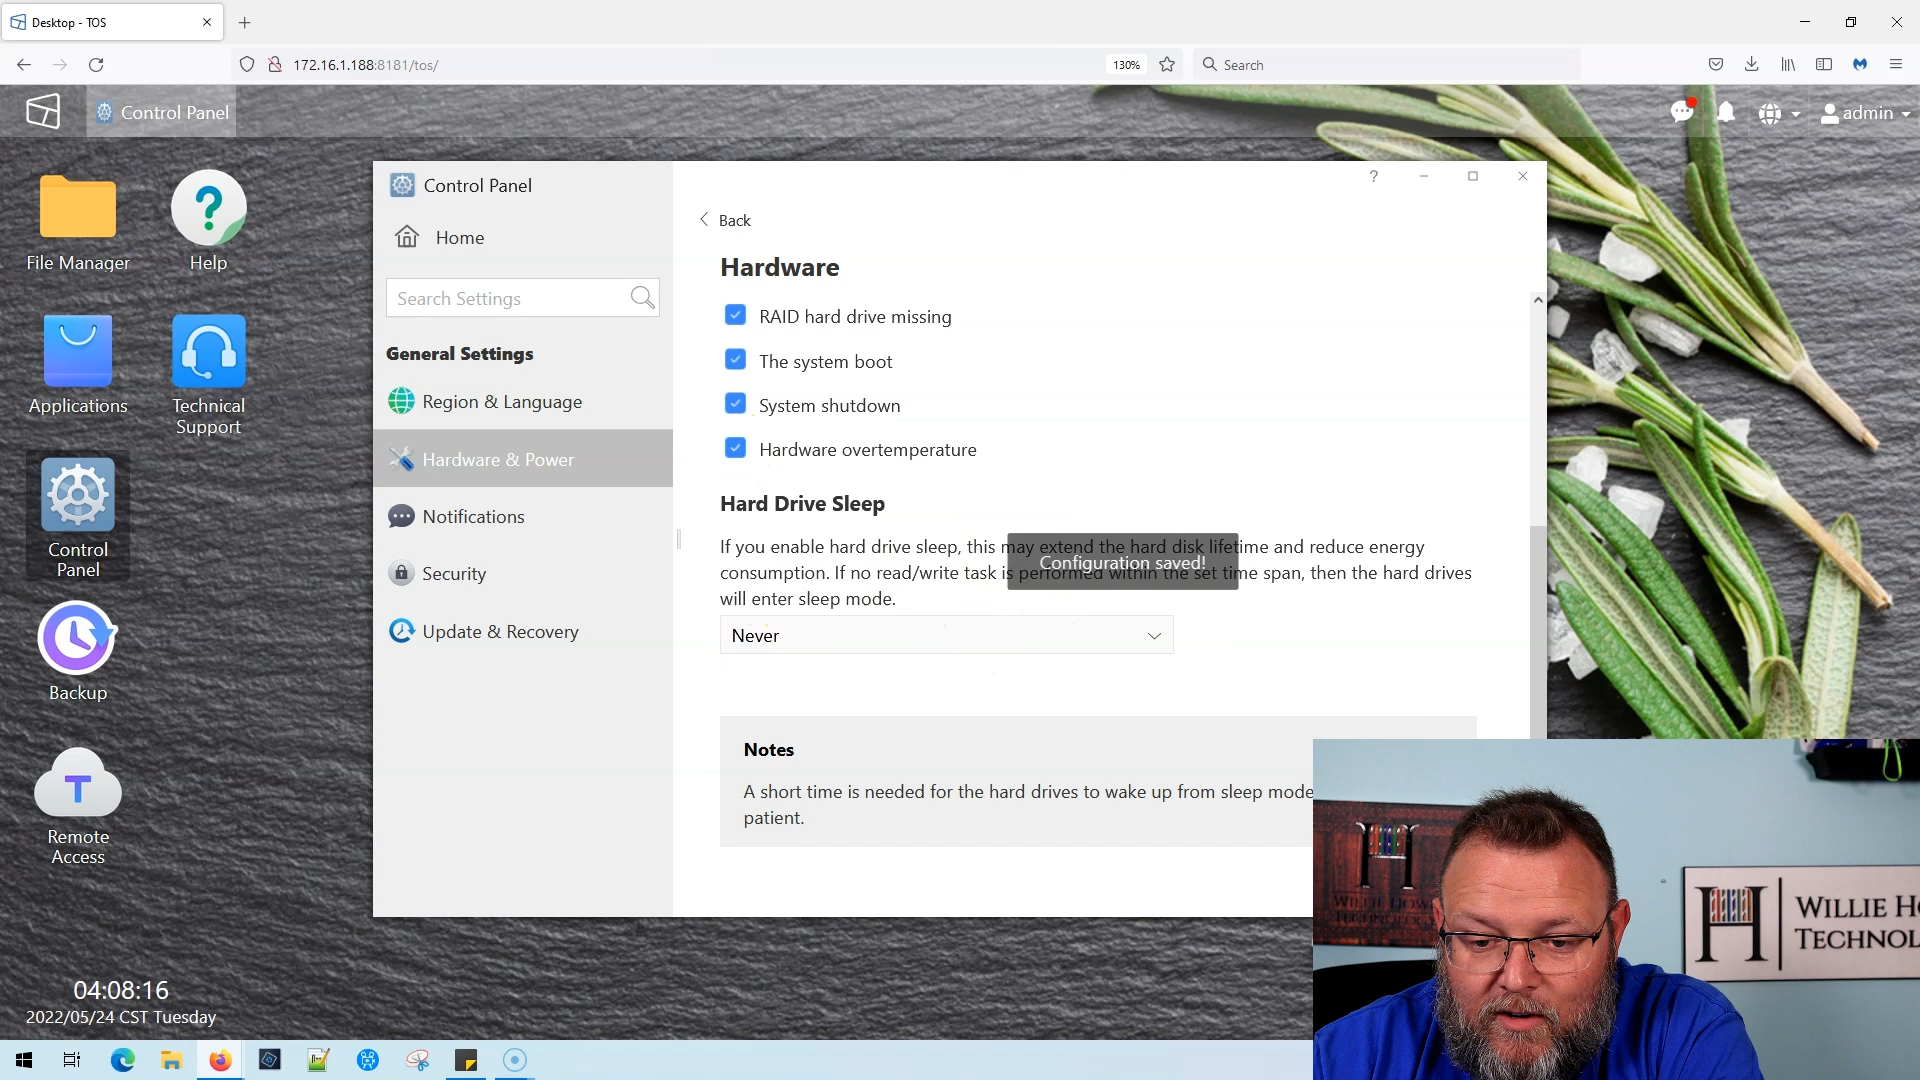 Desktop - TOS
172.16.1.188:8181/tos/
130%
Search
Control Panel
admin
File Manager
Help
Applications
Technical
Support
Control
Panel
Backup
Remote
Access
04:08:16
2022/05/24 CST Tuesday
Control Panel
Home
Search Settings
General Settings
Region & Language
Hardware & Power
Notifications
Security
Update & Recovery
Back
Hardware
RAID hard drive missing
The system boot
System shutdown
Hardware overtemperature
Hard Drive Sleep
If you enable hard drive sleep, this may extend the hard disk lifetime and reduce energy
consumption. If no read/write task is performed within the set time span, then the hard drives
will enter sleep mode.
Configuration saved!
Never
Notes
A short time is needed for the hard drives to wake up from sleep mode
patient.
WILLIE HO
TECHNOL
WILLIE HOW
TECHNOLO